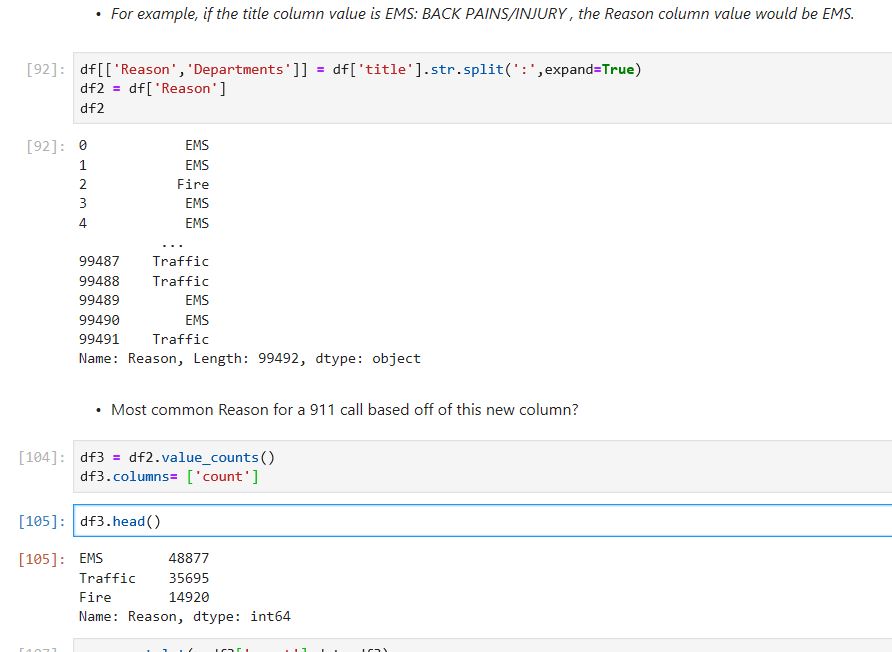 • For example, if the title column value is EMS: BACK PAINS/INJURY , the Reason column value would be EMS.
[92]: df[['Reason','Departments']] = df['title'].str.split(':',expand=True)
df2 = df['Reason']
df2
[92]: 0 EMS
1 EMS
2 Fire
3 EMS
4 EMS
...
99487 Traffic
99488 Traffic
99489 EMS
99490 EMS
99491 Traffic
Name: Reason, Length: 99492, dtype: object
• Most common Reason for a 911 call based off of this new column?
[104]: df3 = df2.value_counts()
df3.columns= ['count']
[105]: df3.head()
[105]: EMS 48877
Traffic 35695
Fire 14920
Name: Reason, dtype: int64